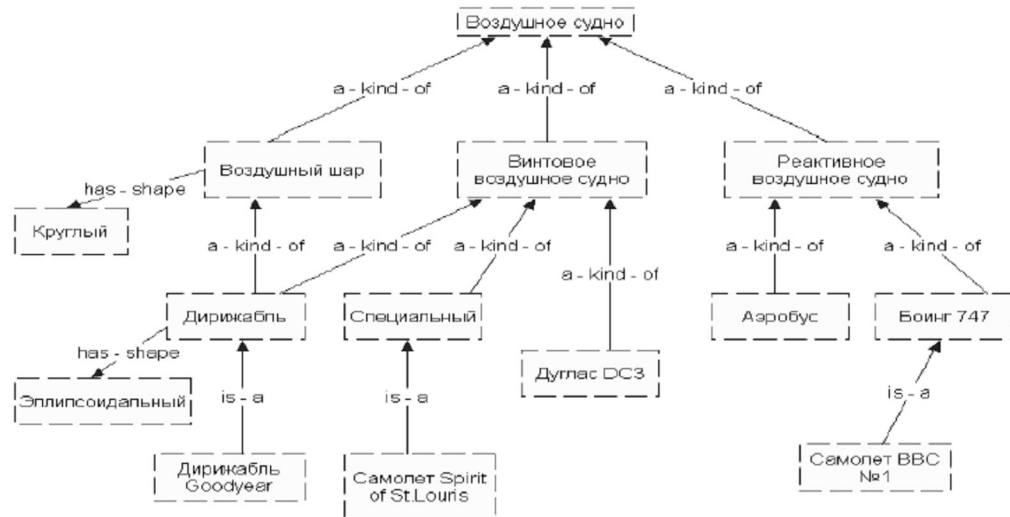 Воздушное судно
a - kind - of
a - kind - of
a - kind - of
Воздушный шар
Винтовое
воздушное судно
Реактивное
воздушное судно
has - shape
Круглый
a - kind - of
a - kind - of
a - kind - of
a - kind - of
a - kind - of
a - kind - of
Дирижабль
Специальный
Аэробус
Боинг 747
has - shape
Дуглас DC3
Эллипсоидальный
is - a
is - a
is - a
Дирижабль
Goodyear
Самолет Spirit
of St.Louris
Самолет ВВС
№1